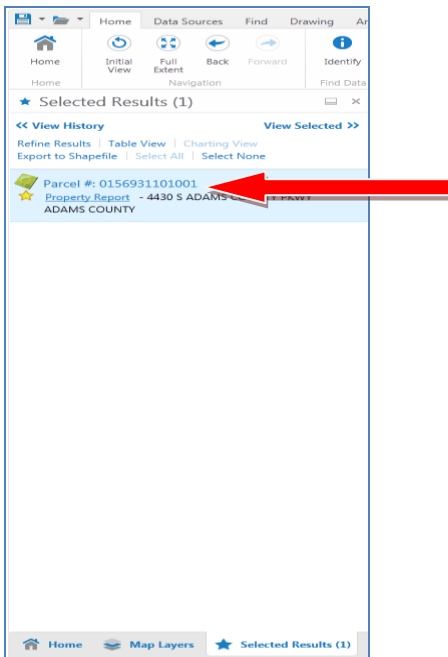 Home Data Sources Find Drawing Ar
Home Initial View Full Extent Back Forward Identify
Home Navigation Find Data
Selected Results (1)
<< View History View Selected >>
Refine Results | Table View | Charting View
Export to Shapefile | Select All | Select None
Parcel #: 0156931101001
Property Report - 4430 S ADAMS COUNTY PKWY
ADAMS COUNTY
Home Map Layers Selected Results (1)